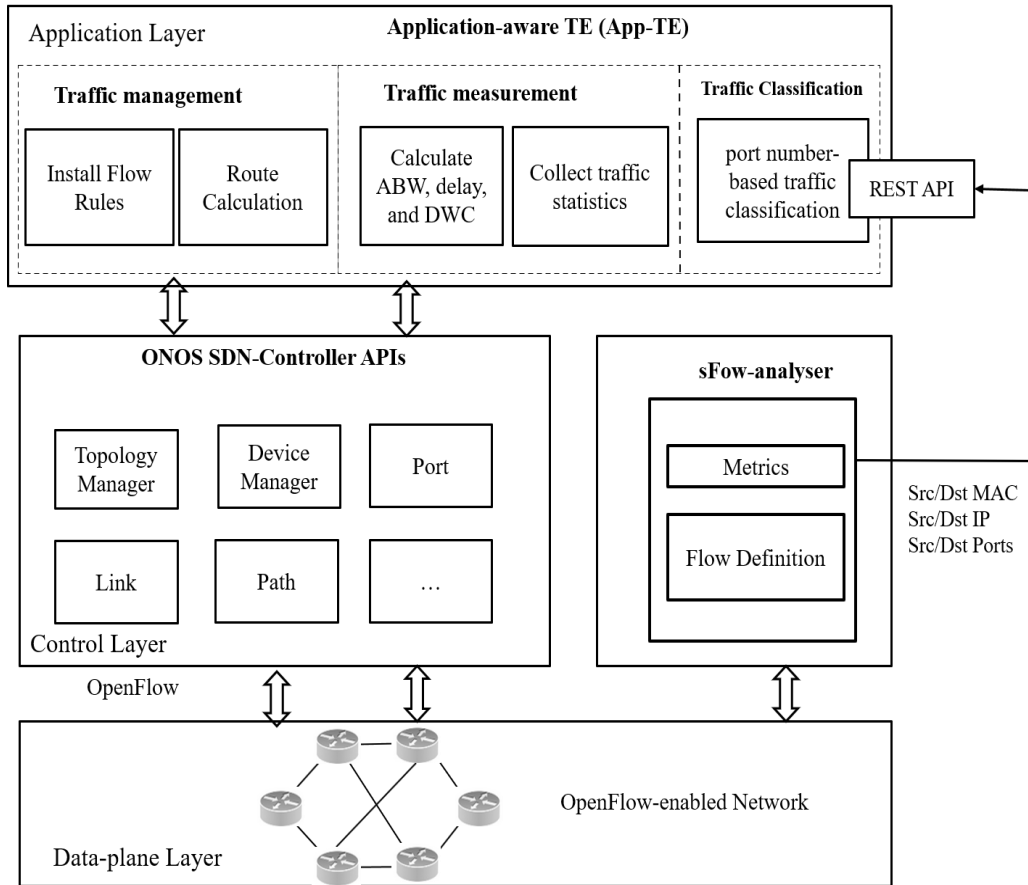 Application Layer
Application-aware TE (App-TE)
Traffic management
Traffic measurement
Traffic Classification
Install Flow
Rules
Route
Calculation
Calculate
ABW, delay,
and DWC
Collect traffic
statistics
port number-
based traffic
classification
REST API
ONOS SDN-Controller APIs
Topology
Manager
Device
Manager
Port
Link
Path
...
Control Layer
sFow-analyser
Metrics
Flow Definition
Src/Dst MAC
Src/Dst IP
Src/Dst Ports
OpenFlow
OpenFlow-enabled Network
Data-plane Layer